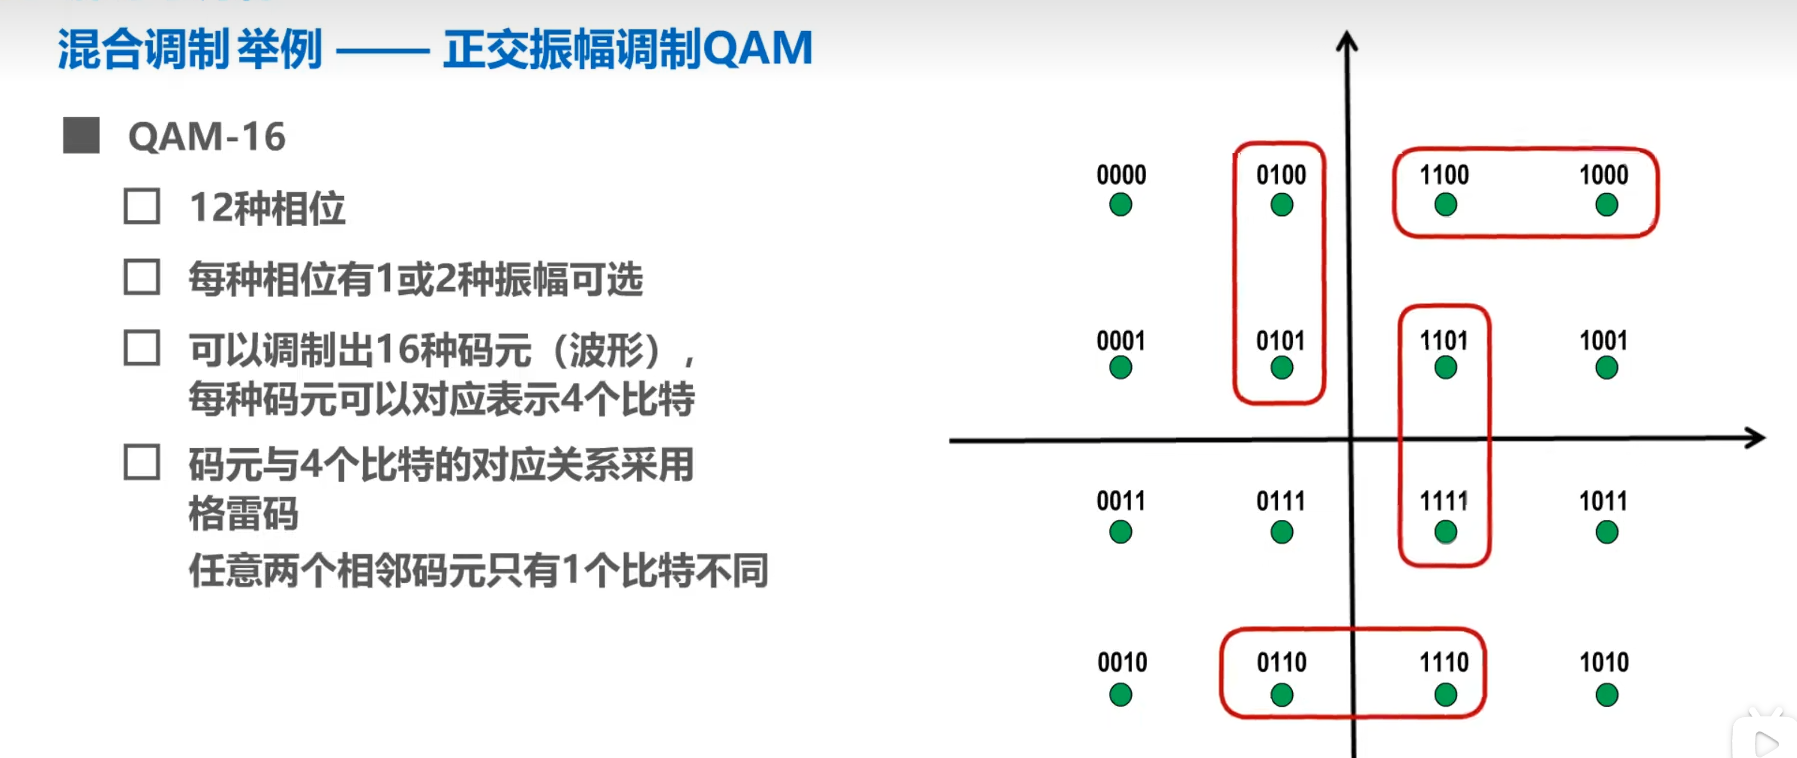 混合调制 举例 —— 正交振幅调制QAM
QAM-16
12种相位
每种相位有1或2种振幅可选
可以调制出16种码元（波形），
每种码元可以对应表示4个比特
码元与4个比特的对应关系采用
格雷码
任意两个相邻码元只有1个比特不同
0000 0100 1100 1000
0001 0101 1101 1001
0011 0111 1111 1011
0010 0110 1110 1010